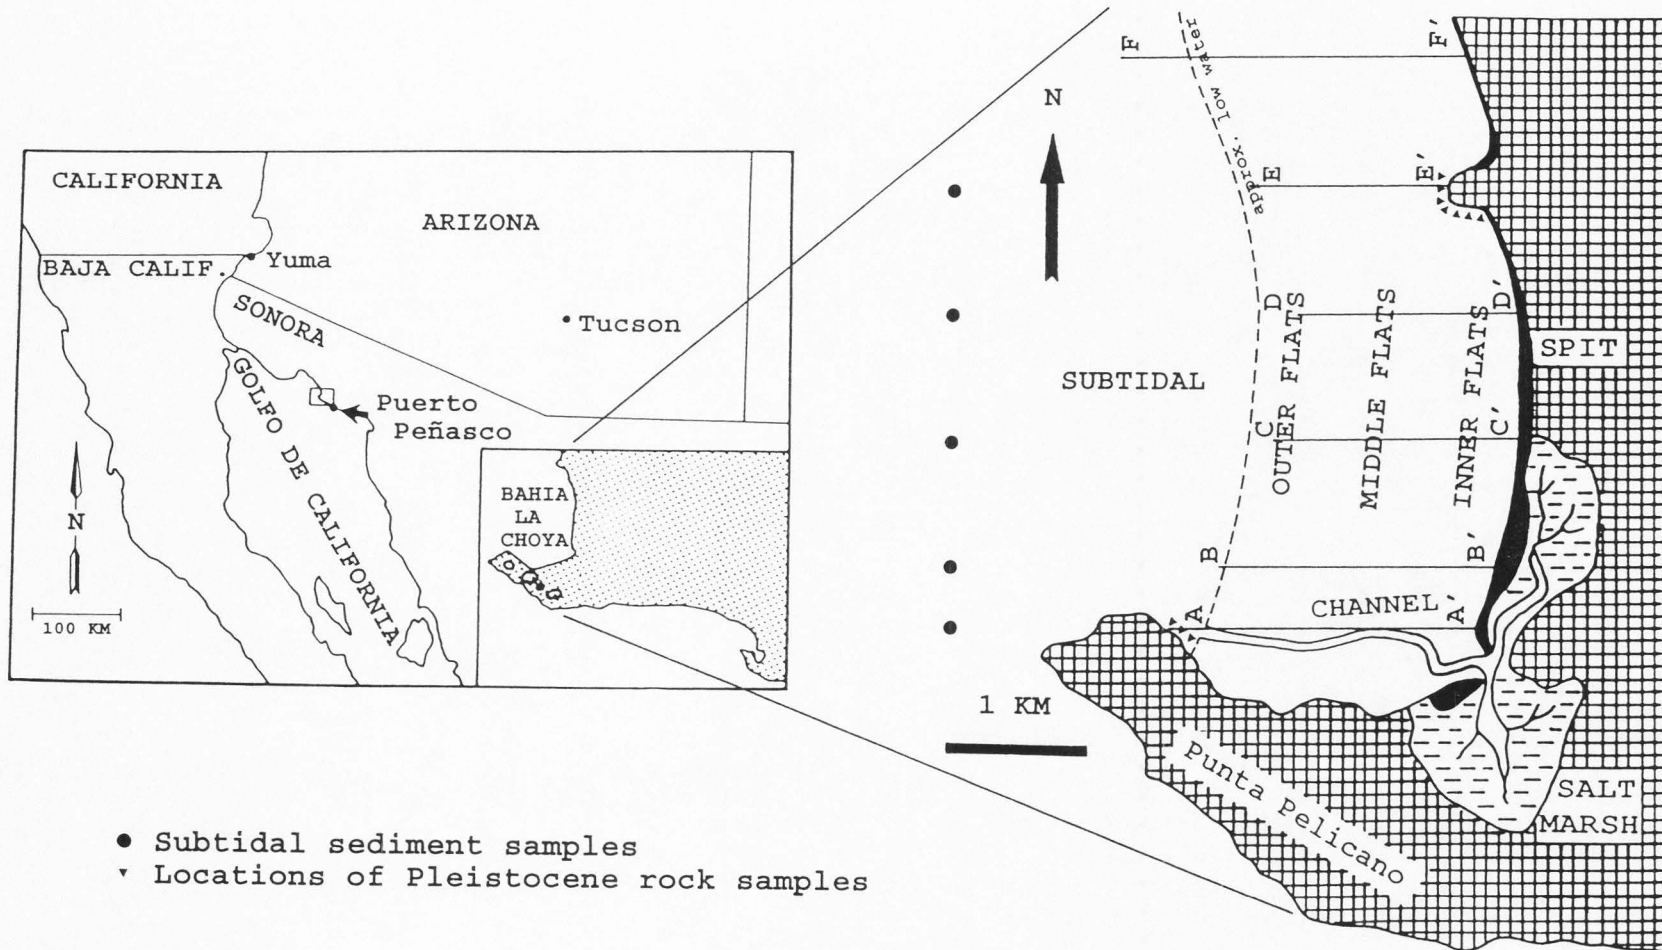 CALIFORNIA
ARIZONA
BAJA CALIF.
Yuma
SONORA
Tucson
GOLFO DE CALIFORNIA
Puerto
Peñasco
N
100 KM
BAHIA
LA
CHOYA
N
F
F'
approx. low water
E
E'
D
D'
SUBTIDAL
OUTER FLATS
MIDDLE FLATS
INNER FLATS
SPIT
C
C'
B
B'
CHANNEL
A
A'
1 KM
Punta Pelicano
SALT
MARSH
Subtidal sediment samples
Locations of Pleistocene rock samples